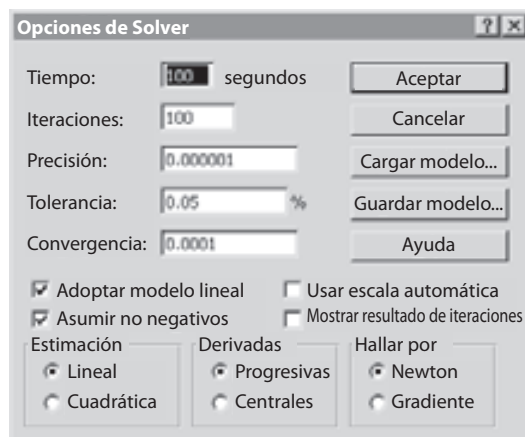 Opciones de Solver
Tiempo: 100 segundos Aceptar
Iteraciones: 100 Cancelar
Precisión: 0.000001 Cargar modelo...
Tolerancia: 0.05 % Guardar modelo...
Convergencia: 0.0001 Ayuda
Adoptar modelo lineal Usar escala automática
Asumir no negativos Mostrar resultado de iteraciones
Estimación Derivadas Hallar por
Lineal Progresivas Newton
Cuadrática Centrales Gradiente